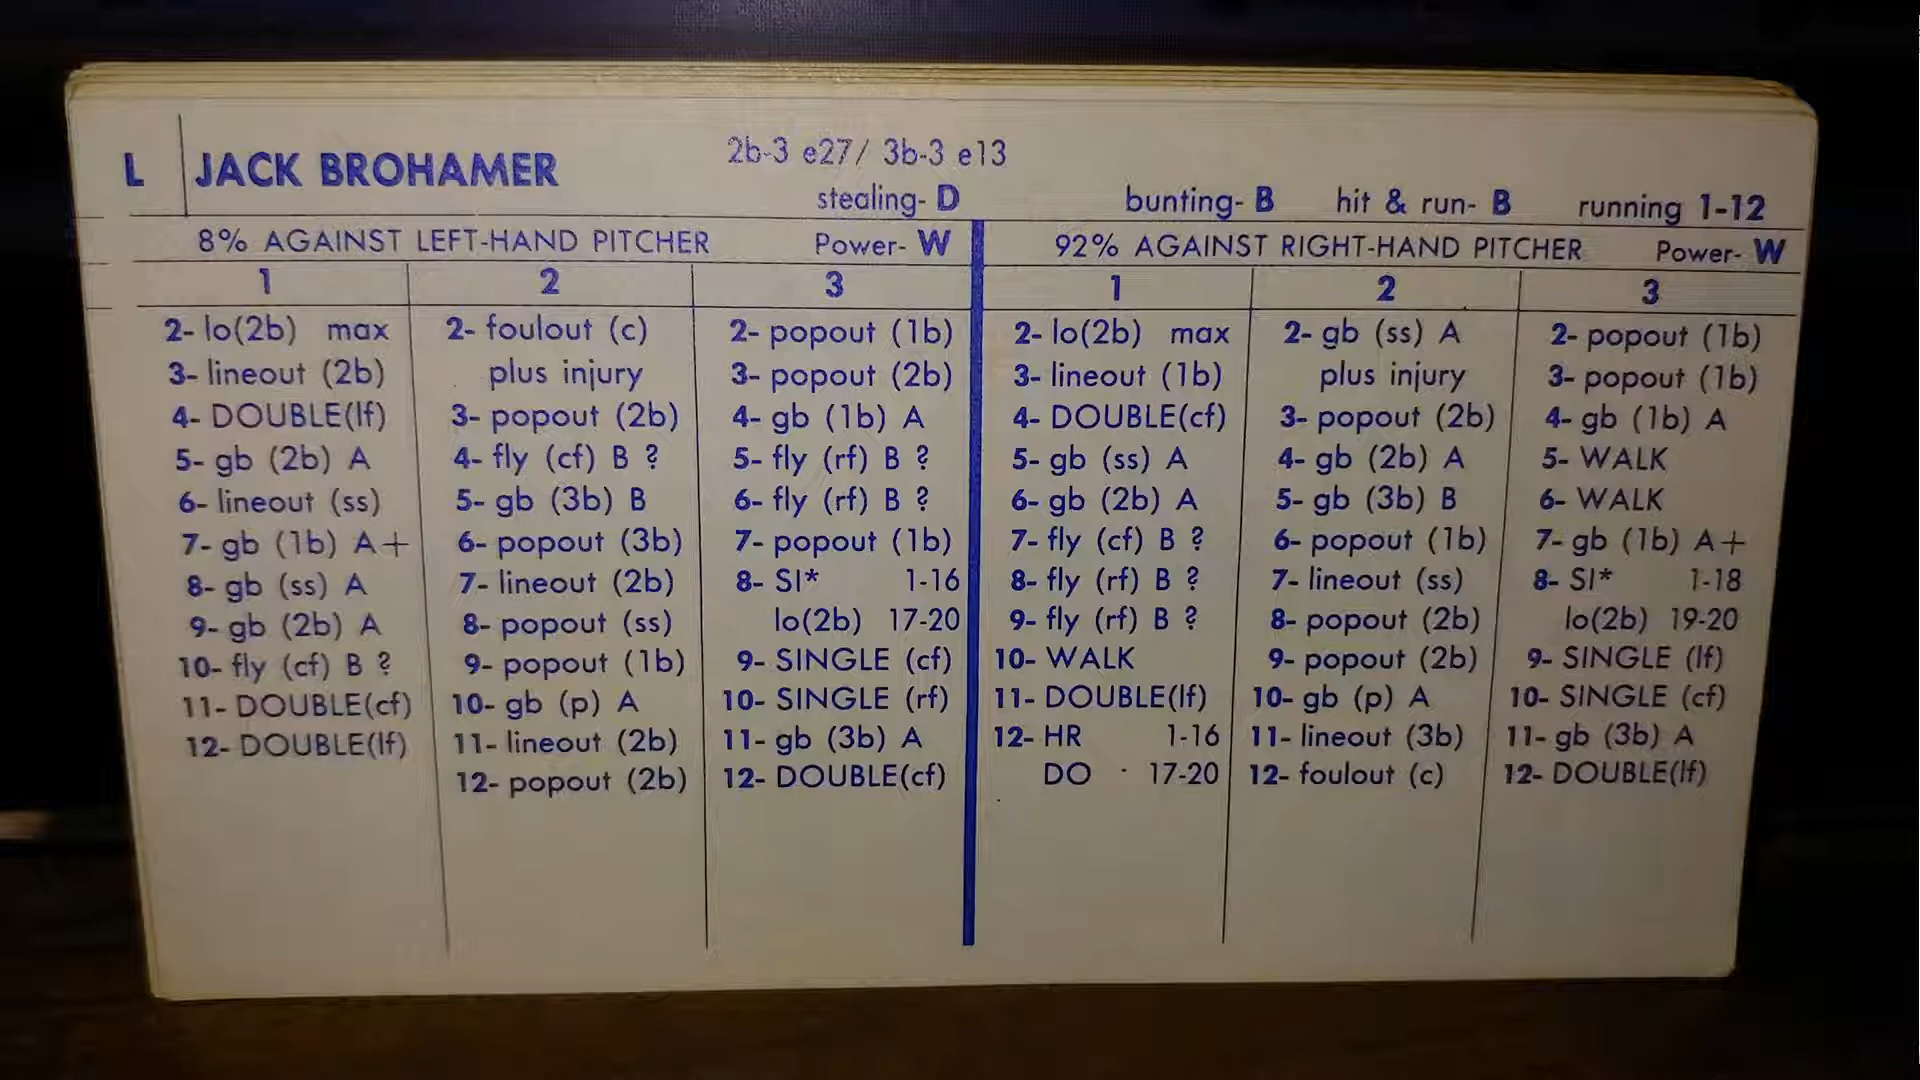 L JACK BROHAMER 2b-3 e27/ 3b-3 e13
stealing- D bunting- B hit & run- B running 1-12
8% AGAINST LEFT-HAND PITCHER Power- W
1
2- lo(2b) max
3- lineout (2b)
4- DOUBLE(lf)
5- gb (2b) A
6- lineout (ss)
7- gb (1b) A+
8- gb (ss) A
9- gb (2b) A
10- fly (cf) B ?
11- DOUBLE(cf)
12- DOUBLE(lf)
2
2- foulout (c)
plus injury
3- popout (2b)
4- fly (cf) B ?
5- gb (3b) B
6- popout (3b)
7- lineout (2b)
8- popout (ss)
9- popout (1b)
10- gb (p) A
11- lineout (2b)
12- popout (2b)
3
2- popout (1b)
3- popout (2b)
4- gb (1b) A
5- fly (rf) B ?
6- fly (rf) B ?
7- popout (1b)
8- SI* 1-16
lo(2b) 17-20
9- SINGLE (cf)
10- SINGLE (rf)
11- gb (3b) A
12- DOUBLE(cf)
92% AGAINST RIGHT-HAND PITCHER Power- W
1
2- lo(2b) max
3- lineout (1b)
4- DOUBLE(cf)
5- gb (ss) A
6- gb (2b) A
7- fly (cf) B ?
8- fly (rf) B ?
9- fly (rf) B ?
10- WALK
11- DOUBLE(lf)
12- HR 1-16
DO 17-20
2
2- gb (ss) A
plus injury
3- popout (2b)
4- gb (2b) A
5- gb (3b) B
6- popout (1b)
7- lineout (ss)
8- popout (2b)
9- popout (2b)
10- gb (p) A
11- lineout (3b)
12- foulout (c)
3
2- popout (1b)
3- popout (1b)
4- gb (1b) A
5- WALK
6- WALK
7- gb (1b) A+
8- SI* 1-18
lo(2b) 19-20
9- SINGLE (lf)
10- SINGLE (cf)
11- gb (3b) A
12- DOUBLE(lf)